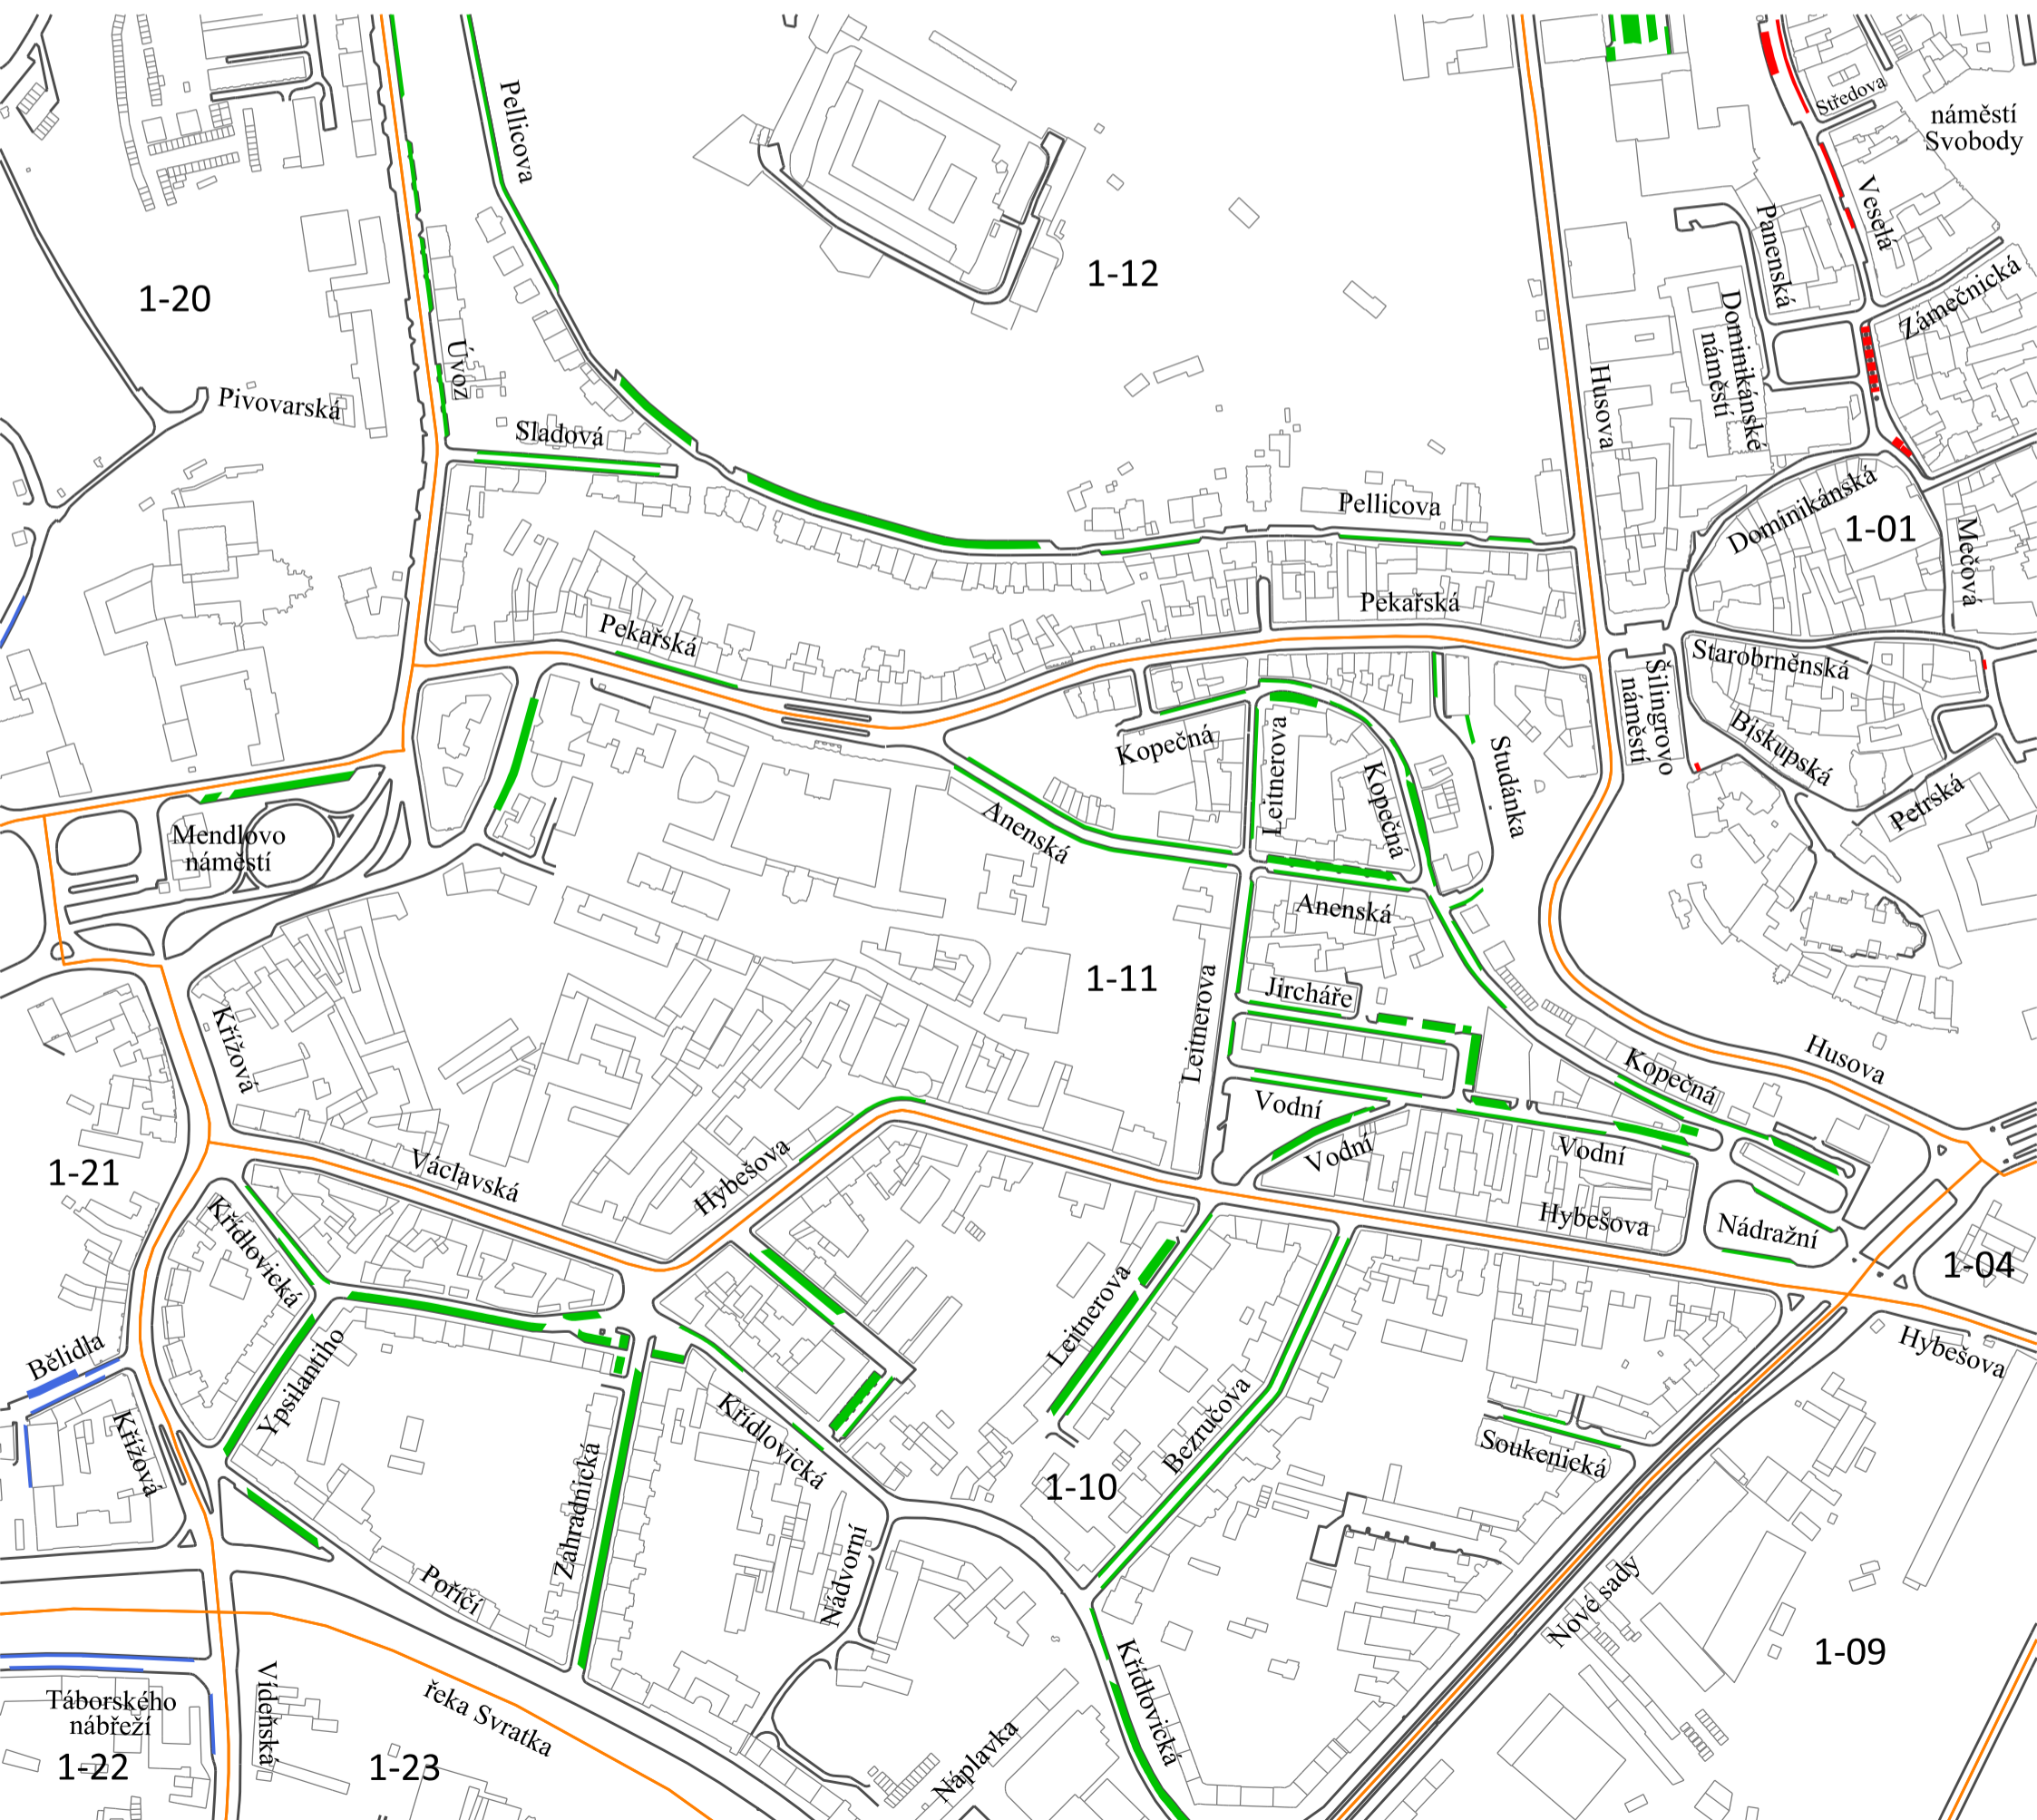 Pellicova
Středova
náměstí
Svobody
Veselá
Panenská
1-12
1-20
Zámečnická
Dominikánské
náměstí
Úvoz
Husova
Pivovarská
Sladová
Pellicova
Dominikánská
1-01
Mečová
Pekařská
Pekařská
Starobrněnská
Šilingrovo
náměstí
Biskupská
Kopečná
Leitnerova
Studánka
Kopečná
Petrská
Anenská
Mendlovo
náměstí
Anenská
1-11
Jircháře
Leitnerova
Křížová
Husova
Kopečná
Vodní
Vodní
Vodní
1-21
Václavská
Hybešova
Hybešova
Nádražní
Křídlovická
1-04
Leitnerova
Bělidla
Hybešova
Ypsilantiho
Křídlovická
Bezručova
Křížová
Soukenická
1-10
Zahradnická
Nádvorní
Poříčí
Nové sady
1-09
Křídlovická
Vídeňská
Táborského
nábřeží
řeka Svratka
Náplavka
1-22
1-23